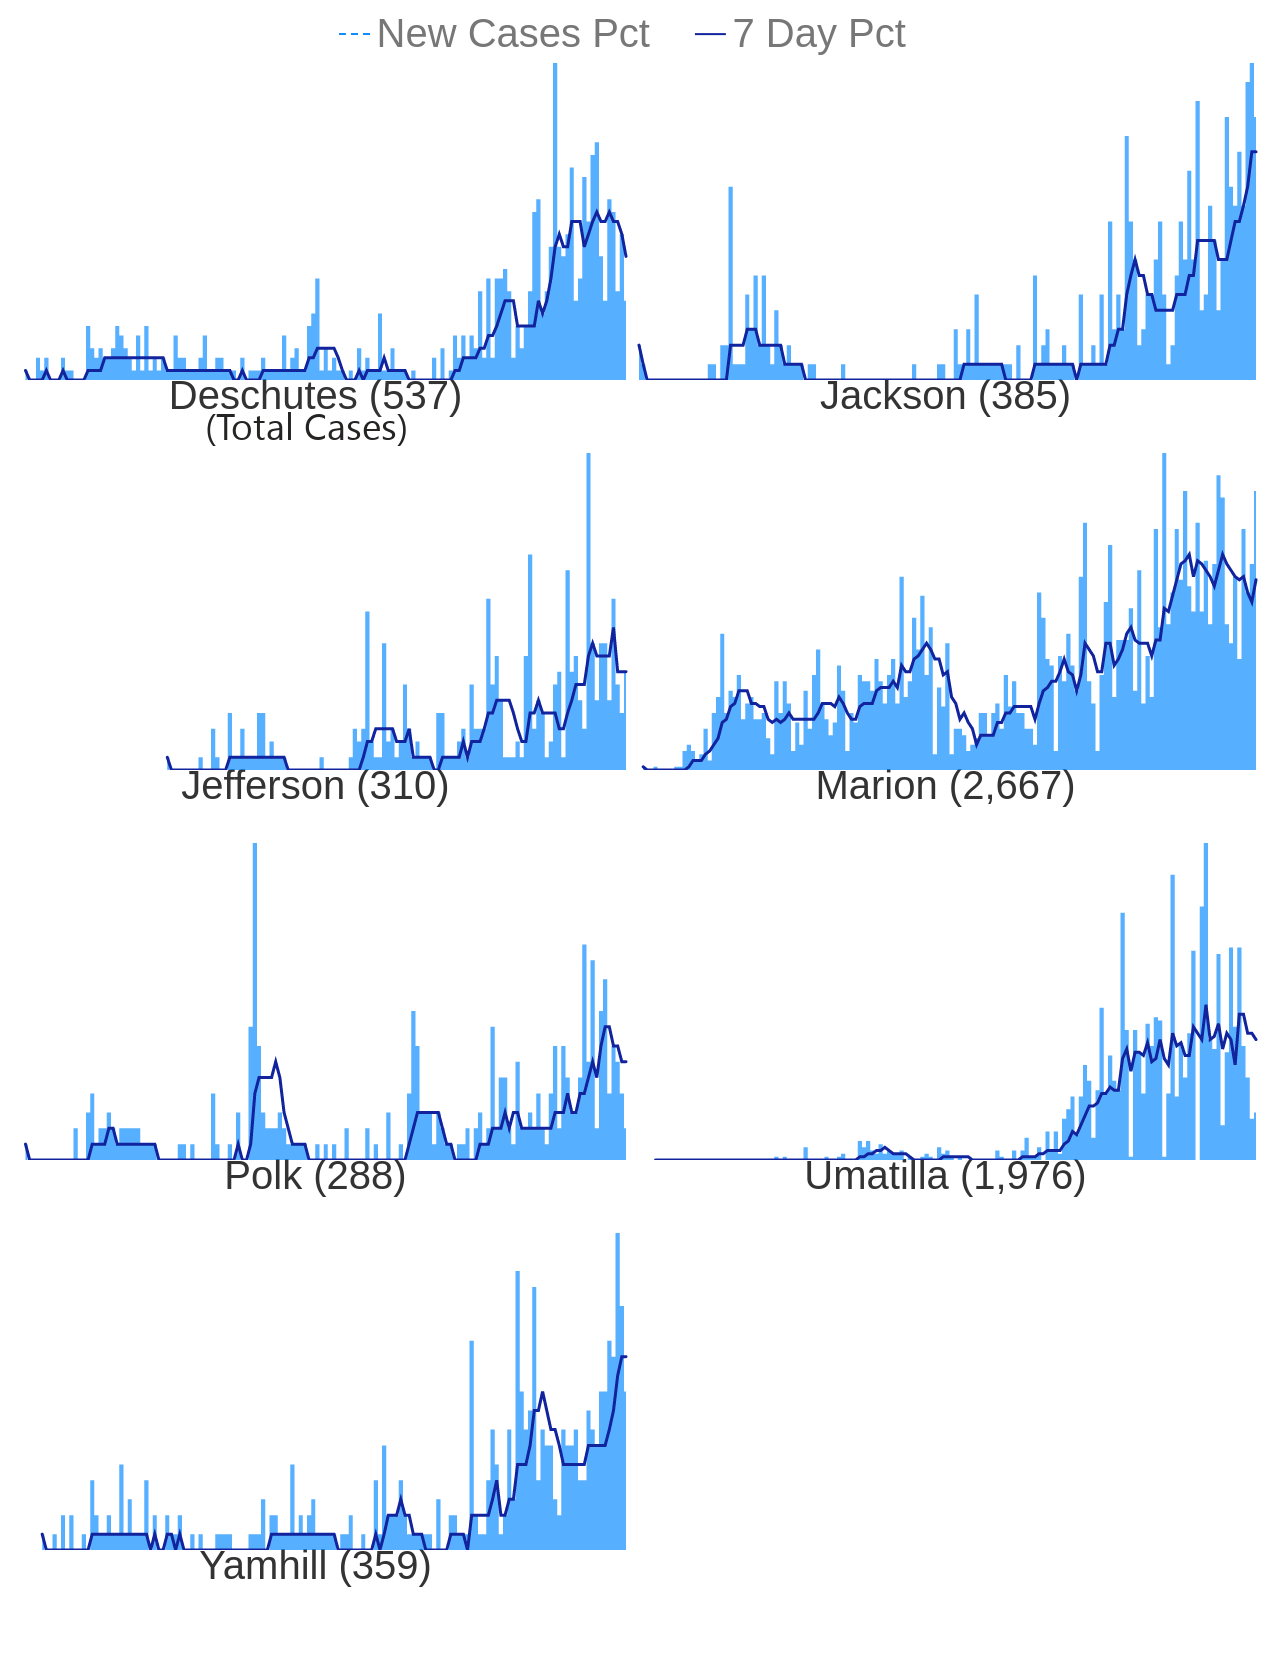 New Cases Pct 7 Day Pct
Deschutes (537) Jackson (385)
(Total Cases)
Jefferson (310) Marion (2,667)
Polk (288) Umatilla (1,976)
Yamhill (359)